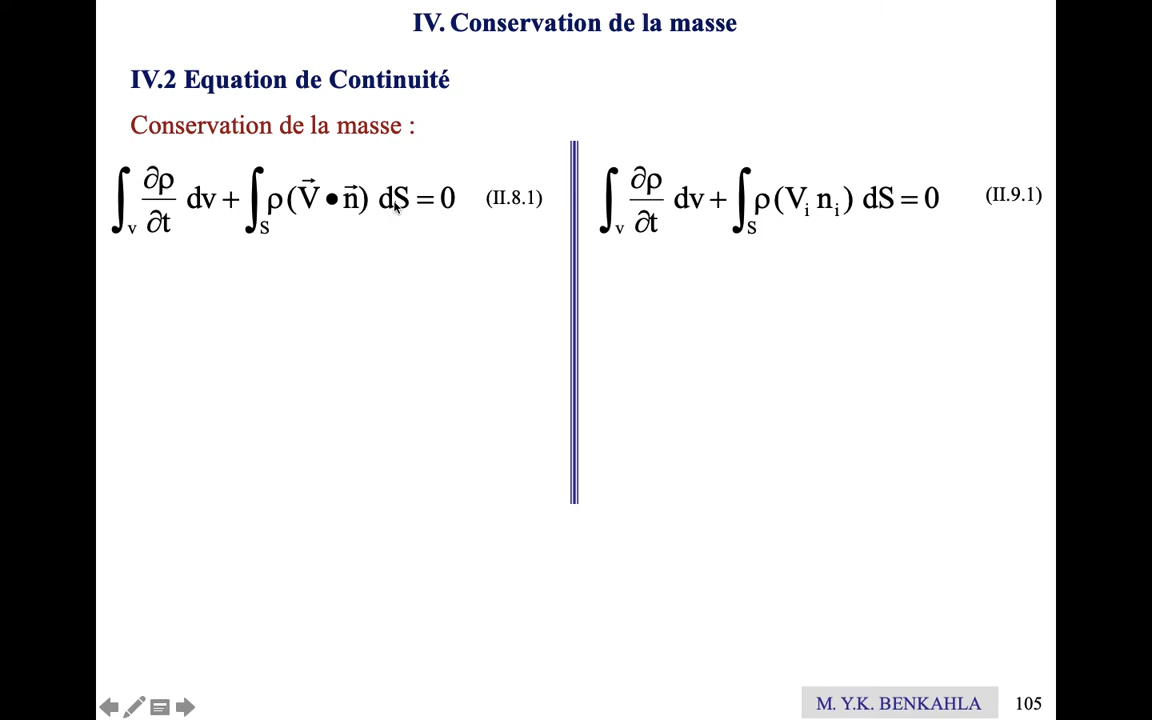 IV. Conservation de la masse
IV.2 Equation de Continuité
Conservation de la masse :
∫_v ∂ρ/∂t dv + ∫_S ρ(V⃗ • n⃗) dS = 0 (II.8.1)
∫_v ∂ρ/∂t dv + ∫_S ρ(V_i n_i) dS = 0 (II.9.1)
M. Y.K. BENKAHLA 105